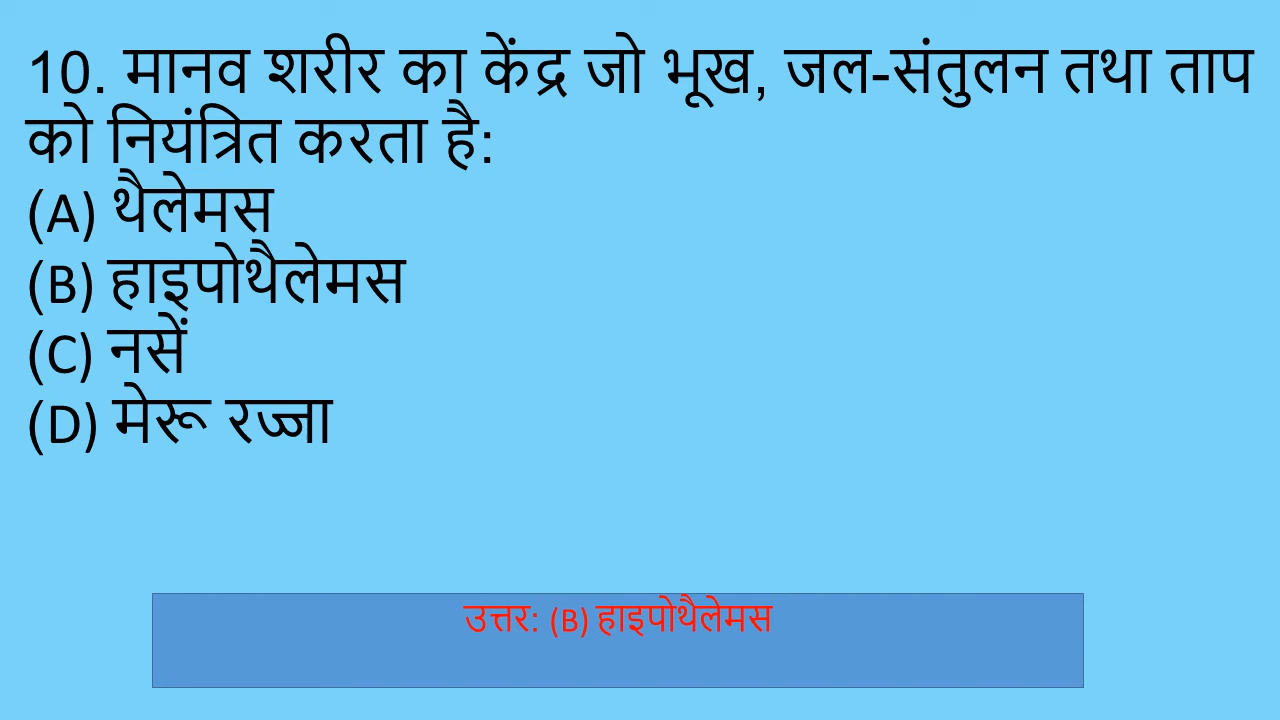 10. मानव शरीर का केंद्र जो भूख, जल-संतुलन तथा ताप
को नियंत्रित करता है:
(A) थैलेमस
(B) हाइपोथैलेमस
(C) नसें
(D) मेरू रज्जा
उत्तर: (B) हाइपोथैलेमस